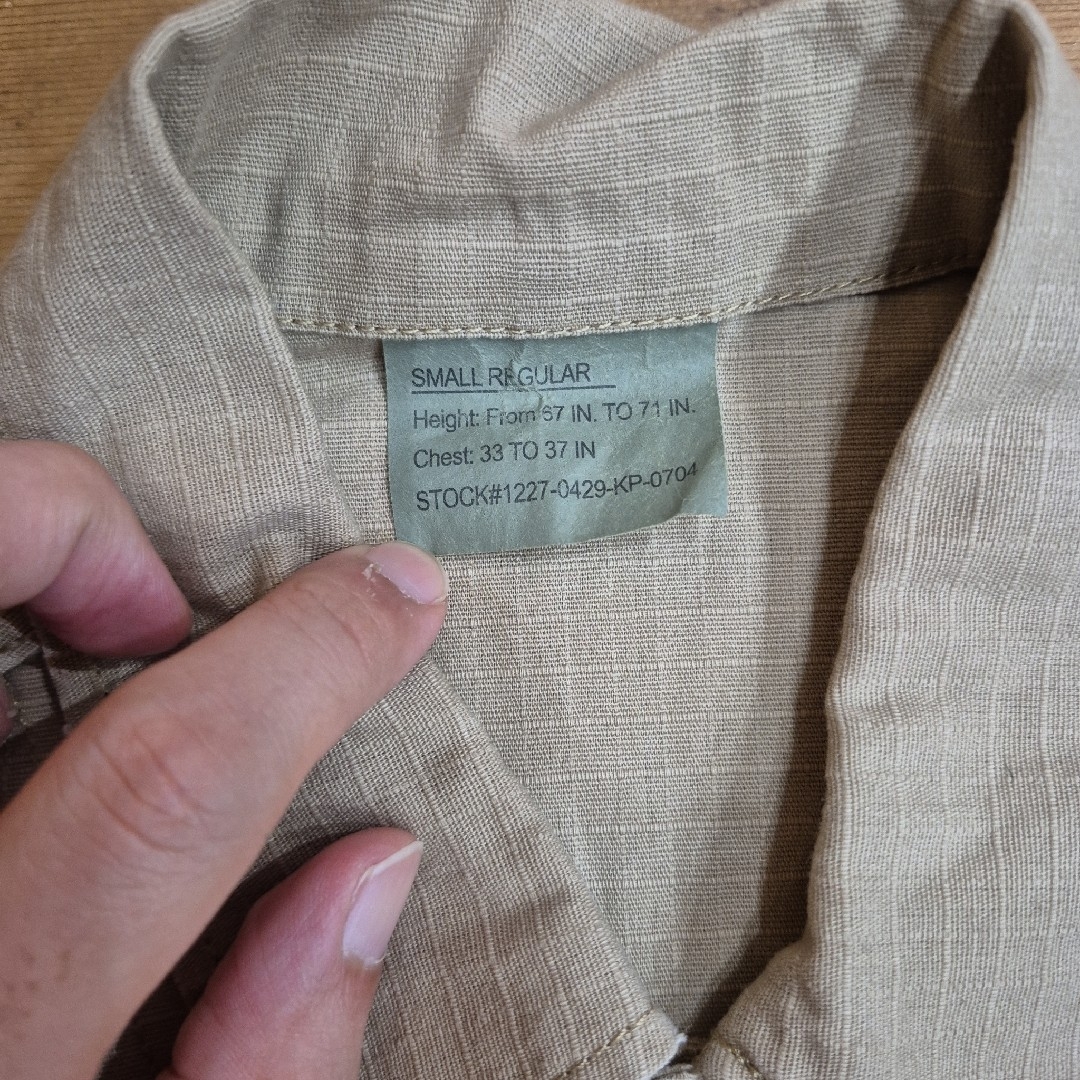 SMALL REGULAR
Height: From 67 IN. TO 71 IN.
Chest: 33 TO 37 IN
STOCK#1227-0429-KP-0704